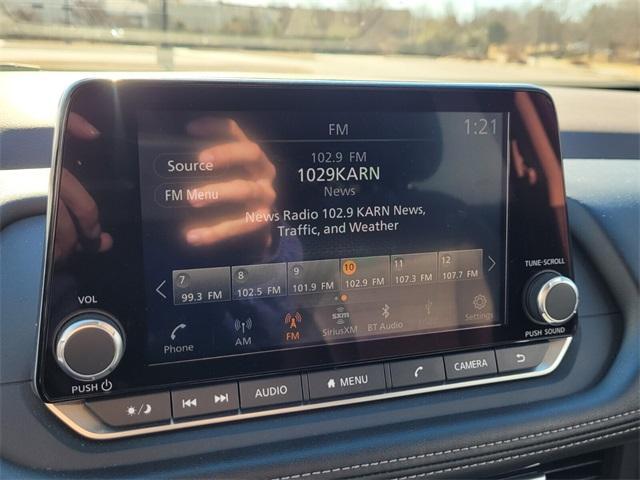 FM
1:21
Source
102.9 FM
1029KARN
FM Menu
News
News Radio 102.9 KARN News,
Traffic, and Weather
7 8 9 10 11 12
99.3 FM 102.5 FM 101.9 FM 102.9 FM 107.3 FM 107.7 FM
Phone AM FM sxm SiriusXM BT Audio Settings
VOL
PUSH
TUNE·SCROLL
PUSH SOUND
AUDIO MENU CAMERA